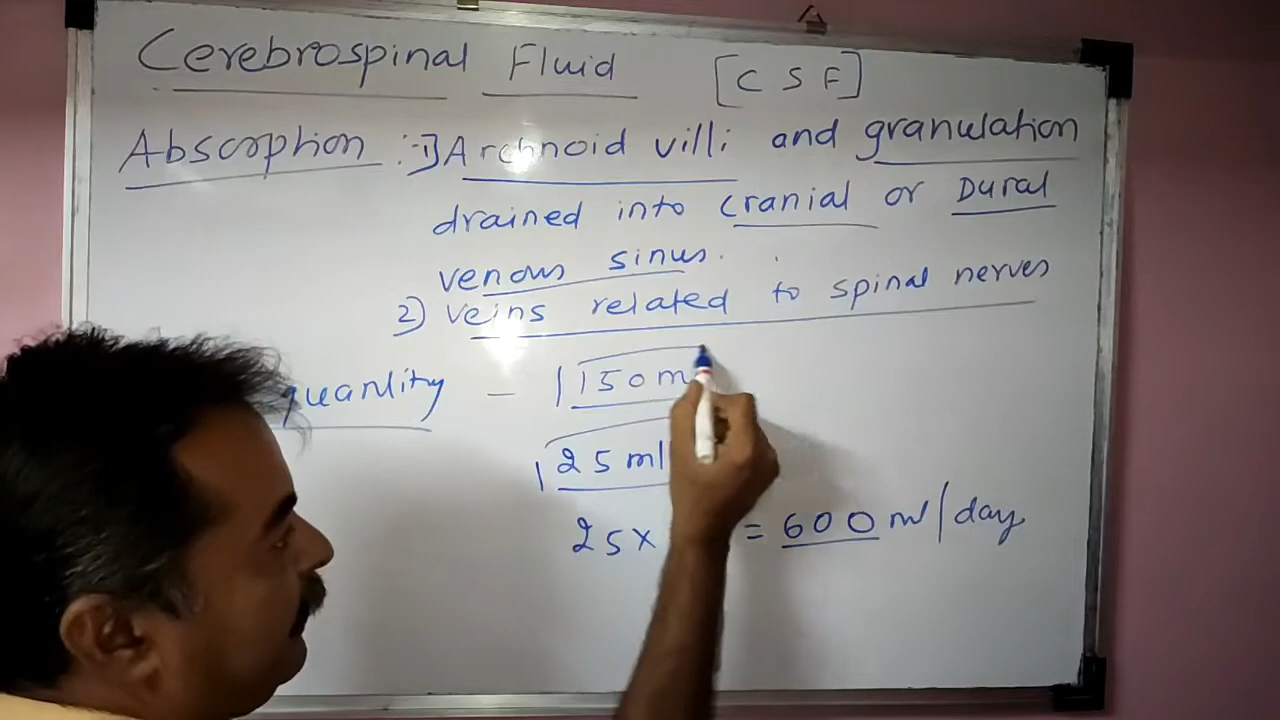 Cerebrospinal Fluid [CSF]
Absorption :- 1) Archnoid villi and granulation
drained into cranial or Dural
venous sinus.
2) veins related to spinal nerves
quantity - 150 m
25 ml
25 x = 600 ml/day